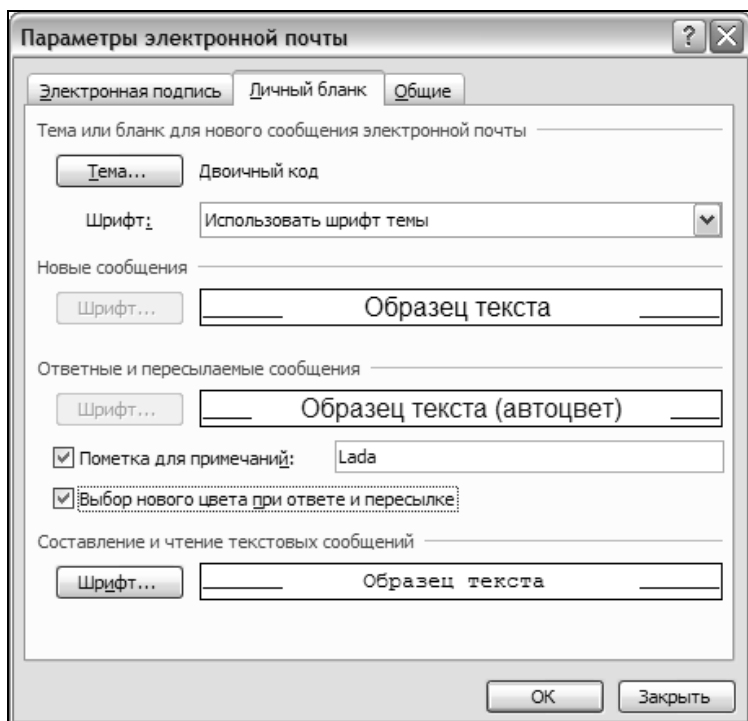 Параметры электронной почты
Электронная подпись Личный бланк Общие
Тема или бланк для нового сообщения электронной почты
Тема... Двоичный код
Шрифт: Использовать шрифт темы
Новые сообщения
Шрифт... Образец текста
Ответные и пересылаемые сообщения
Шрифт... Образец текста (автоцвет)
Пометка для примечаний: Lada
Выбор нового цвета при ответе и пересылке
Составление и чтение текстовых сообщений
Шрифт... Образец текста
ОК Закрыть